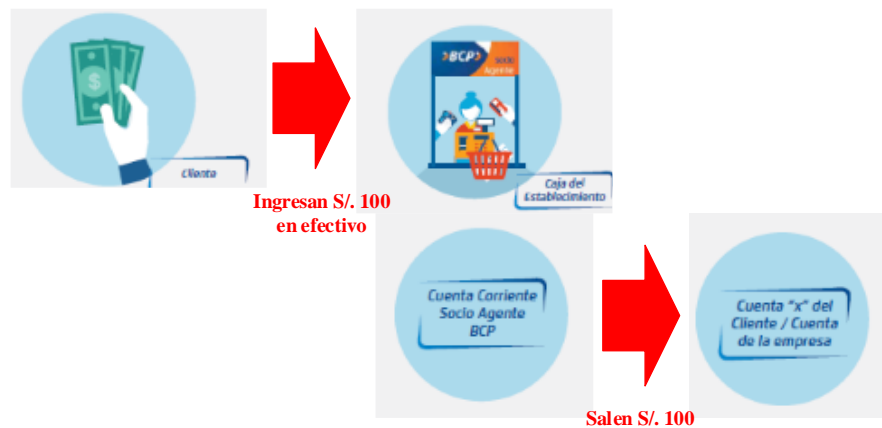 >BCP>
socio
Agente
Cliente
Caja del
Establecimiento
Ingresan S/. 100
en efectivo
Cuenta Corriente
Socio Agente
BCP
Cuenta "x" del
Cliente / Cuenta
de la empresa
Salen S/. 100